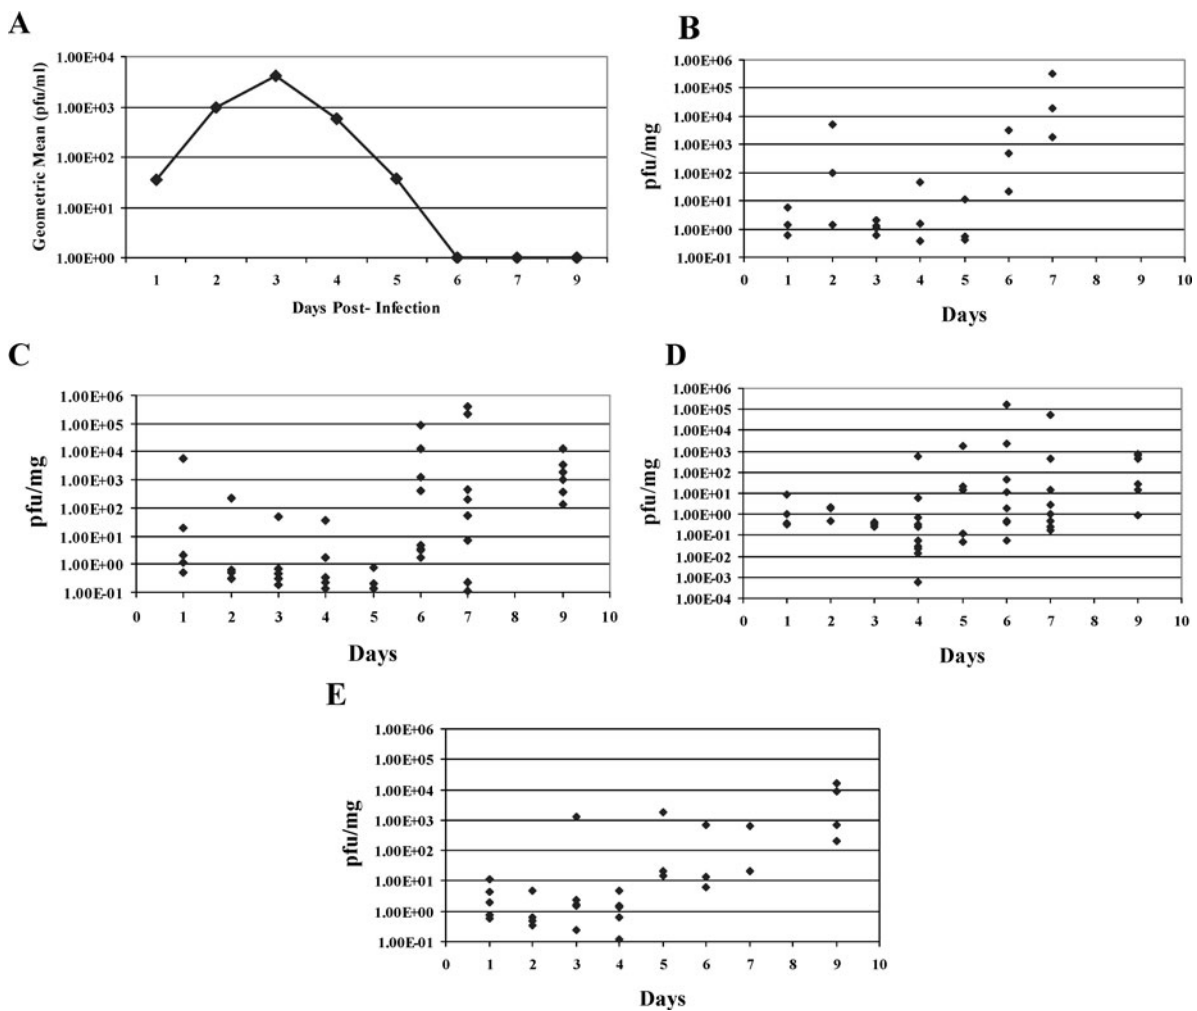 A
1.00E+04
1.00E+03
1.00E+02
1.00E+01
1.00E+00
Geometric Mean (pfu/ml)
1 2 3 4 5 6 7 9
Days Post- Infection
B
1.00E+06
1.00E+05
1.00E+04
1.00E+03
1.00E+02
1.00E+01
1.00E+00
1.00E-01
pfu/mg
0 1 2 3 4 5 6 7 8 9 10
Days
C
1.00E+06
1.00E+05
1.00E+04
1.00E+03
1.00E+02
1.00E+01
1.00E+00
1.00E-01
pfu/mg
0 1 2 3 4 5 6 7 8 9 10
Days
D
1.00E+06
1.00E+05
1.00E+04
1.00E+03
1.00E+02
1.00E+01
1.00E+00
1.00E-01
1.00E-02
1.00E-03
1.00E-04
pfu/mg
0 1 2 3 4 5 6 7 8 9 10
Days
E
1.00E+06
1.00E+05
1.00E+04
1.00E+03
1.00E+02
1.00E+01
1.00E+00
1.00E-01
pfu/mg
0 1 2 3 4 5 6 7 8 9 10
Days